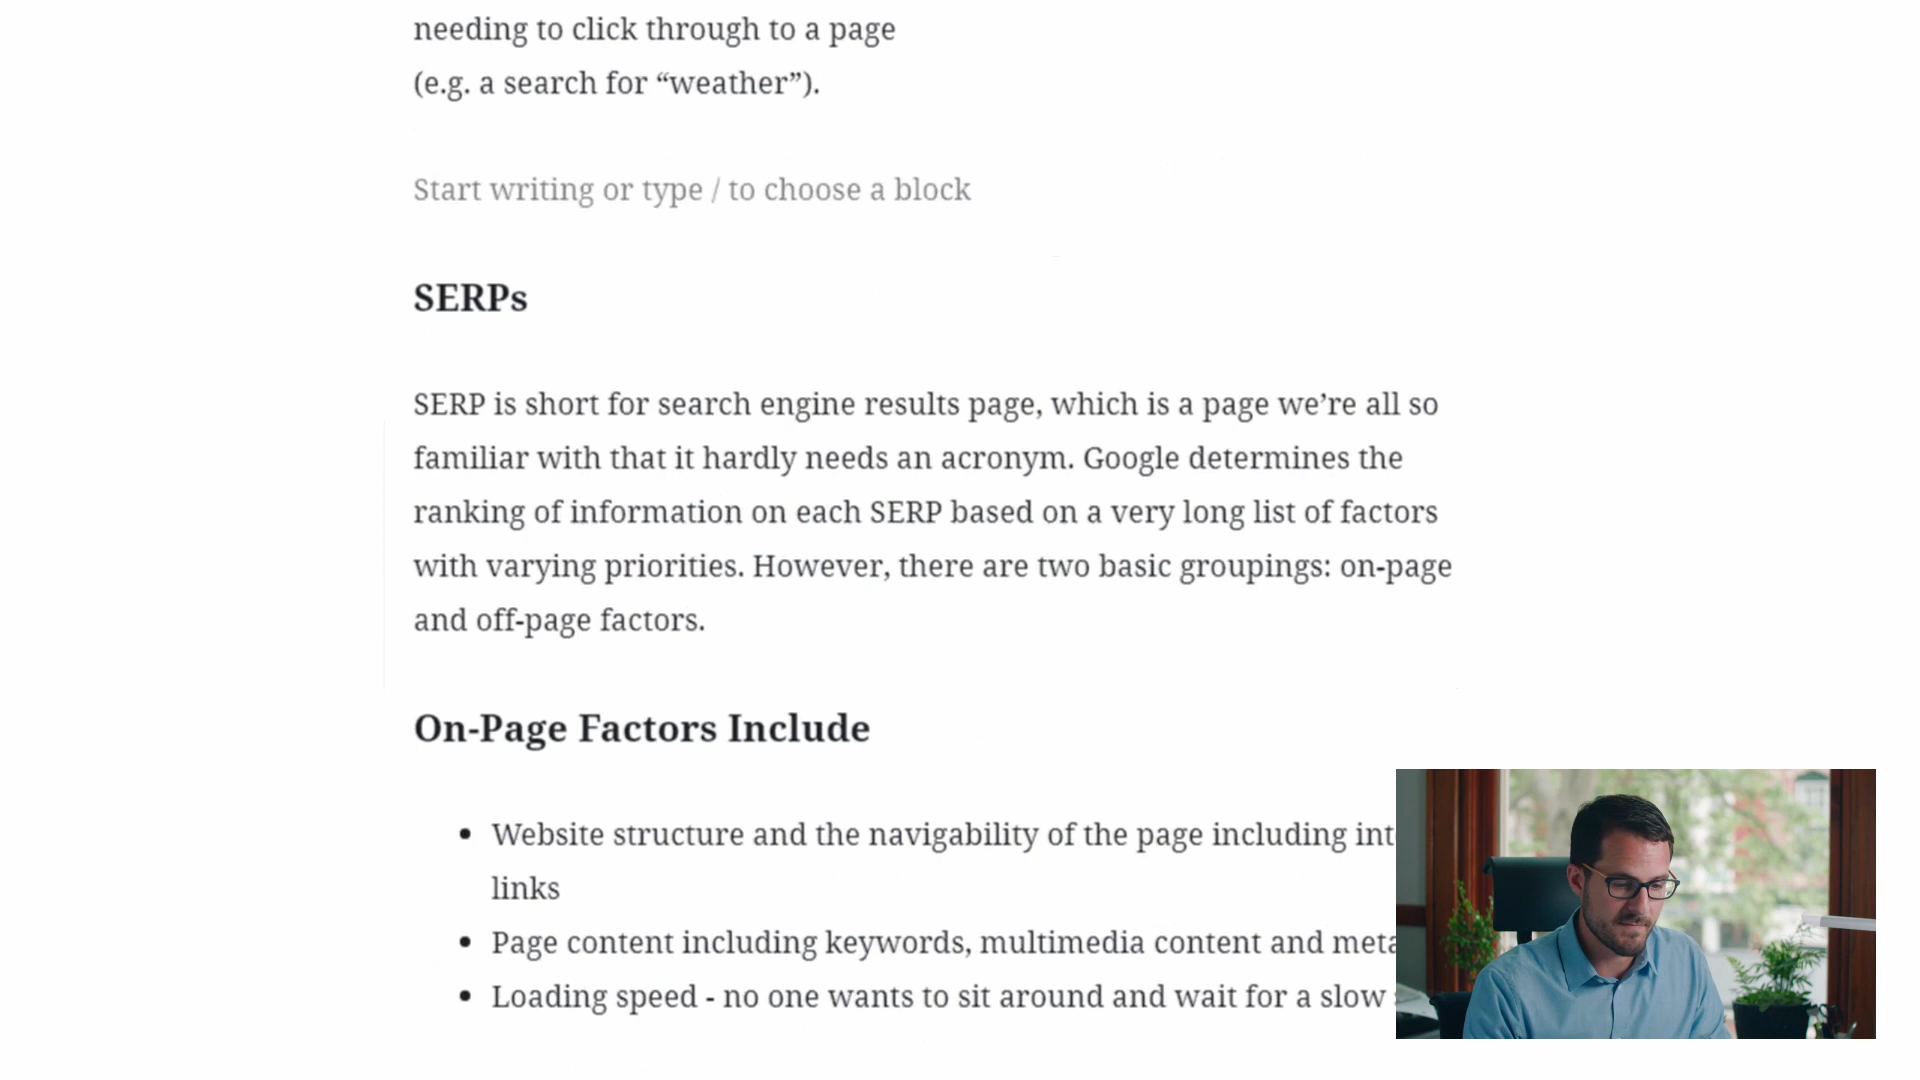 needing to click through to a page
(e.g. a search for “weather”).
Start writing or type / to choose a block
SERPs
SERP is short for search engine results page, which is a page we’re all so
familiar with that it hardly needs an acronym. Google determines the
ranking of information on each SERP based on a very long list of factors
with varying priorities. However, there are two basic groupings: on-page
and off-page factors.
On-Page Factors Include
Website structure and the navigability of the page including int
links
Page content including keywords, multimedia content and meta
Loading speed - no one wants to sit around and wait for a slow